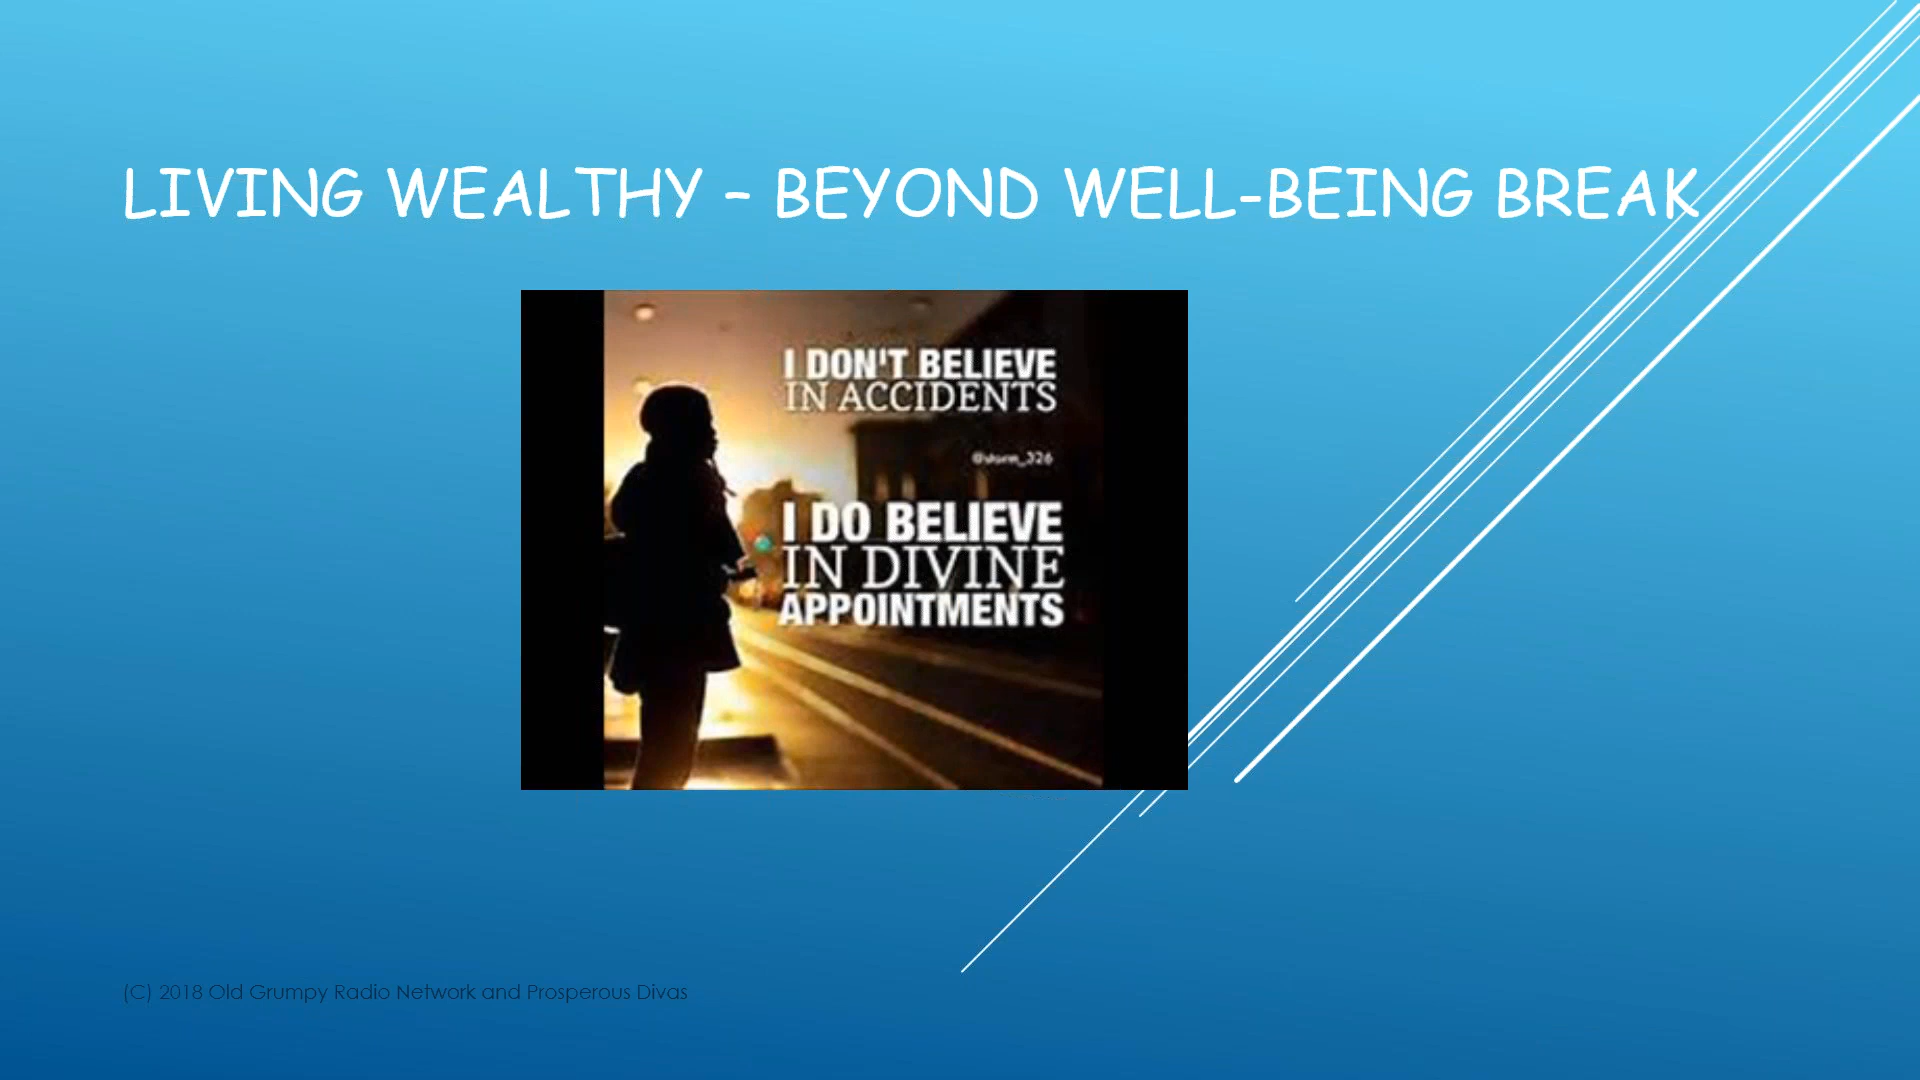 LIVING WEALTHY – BEYOND WELL-BEING BREAK
I DON'T BELIEVE
IN ACCIDENTS
@storm_326
I DO BELIEVE
IN DIVINE
APPOINTMENTS
(C) 2018 Old Grumpy Radio Network and Prosperous Divas